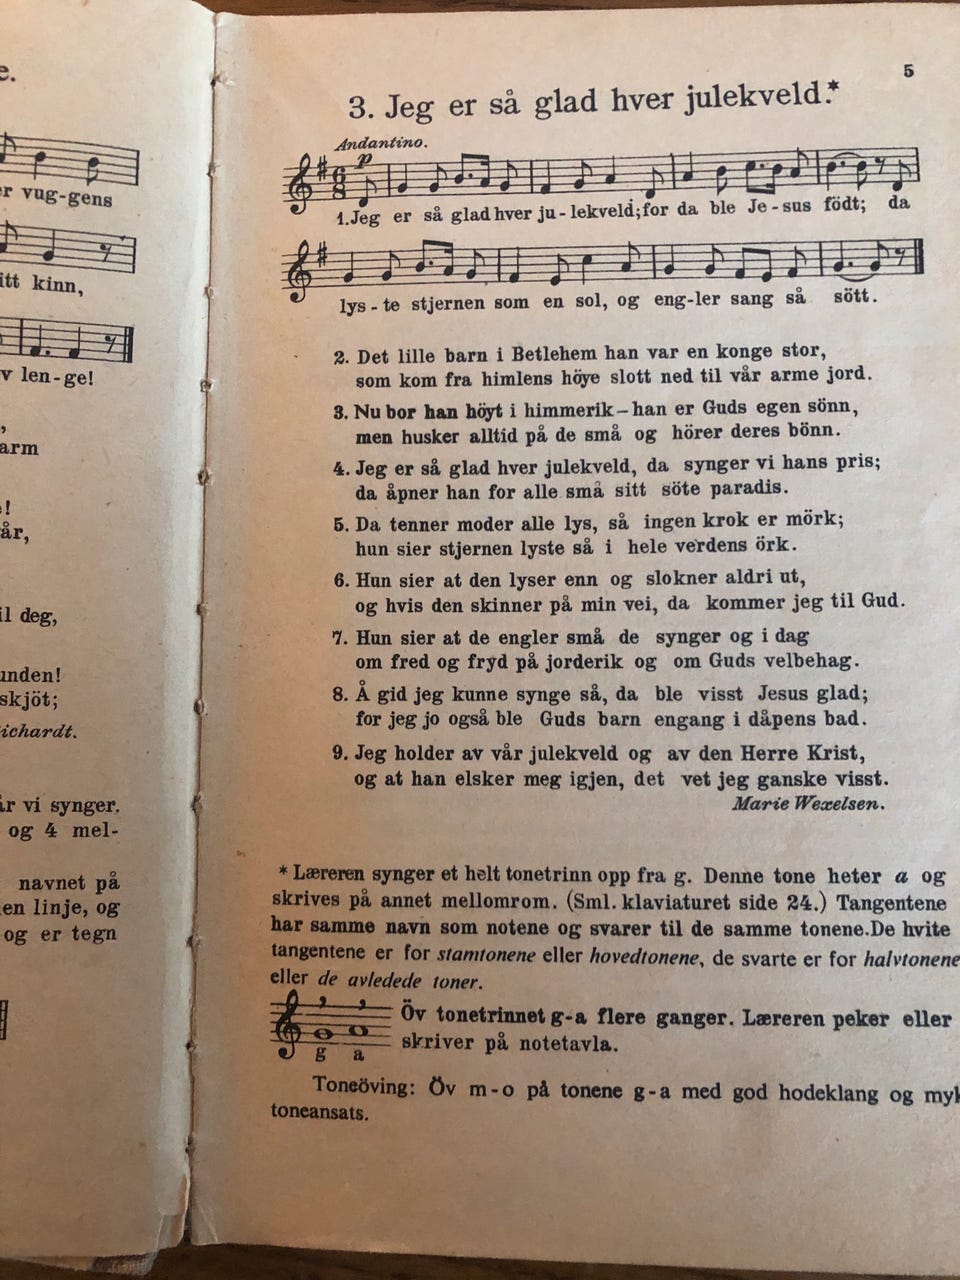 e.
er vug-gens
itt kinn,
v len-ge!
,
arm
e!
år,
il deg,
unden!
skjöt;
Richardt.
år vi synger.
og 4 mel-
navnet på
en linje, og
og er tegn
5
3. Jeg er så glad hver julekveld.*
Andantino.
p
6
8
1. Jeg er så glad hver ju - lekveld; for da ble Je - sus födt; da
lys - te stjernen som en sol, og eng-ler sang så sött.
2. Det lille barn i Betlehem han var en konge stor,
som kom fra himlens höye slott ned til vår arme jord.
3. Nu bor han höyt i himmerik – han er Guds egen sönn,
men husker alltid på de små og hörer deres bönn.
4. Jeg er så glad hver julekveld, da synger vi hans pris;
da åpner han for alle små sitt söte paradis.
5. Da tenner moder alle lys, så ingen krok er mörk;
hun sier stjernen lyste så i hele verdens örk.
6. Hun sier at den lyser enn og slokner aldri ut,
og hvis den skinner på min vei, da kommer jeg til Gud.
7. Hun sier at de engler små de synger og i dag
om fred og fryd på jorderik og om Guds velbehag.
8. Å gid jeg kunne synge så, da ble visst Jesus glad;
for jeg jo også ble Guds barn engang i dåpens bad.
9. Jeg holder av vår julekveld og av den Herre Krist,
og at han elsker meg igjen, det vet jeg ganske visst.
Marie Wexelsen.
* Læreren synger et helt tonetrinn opp fra g. Denne tone heter a og
skrives på annet mellomrom. (Sml. klaviaturet side 24.) Tangentene
har samme navn som notene og svarer til de samme tonene. De hvite
tangentene er for stamtonene eller hovedtonene, de svarte er for halvtonene
eller de avledede toner.
Öv tonetrinnet g-a flere ganger. Læreren peker eller
skriver på notetavla.
g a
Toneöving: Öv m - o på tonene g - a med god hodeklang og myk
toneansats.